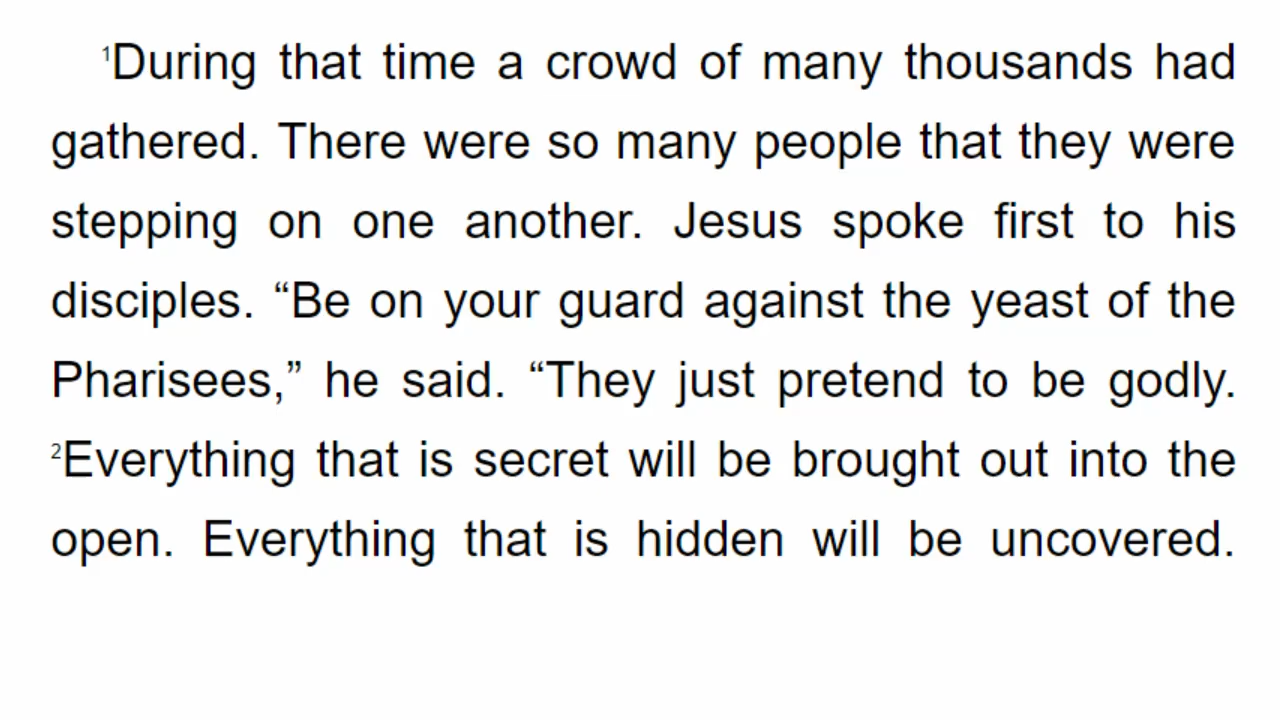 ¹During that time a crowd of many thousands had
gathered. There were so many people that they were
stepping on one another. Jesus spoke first to his
disciples. “Be on your guard against the yeast of the
Pharisees,” he said. “They just pretend to be godly.
²Everything that is secret will be brought out into the
open. Everything that is hidden will be uncovered.